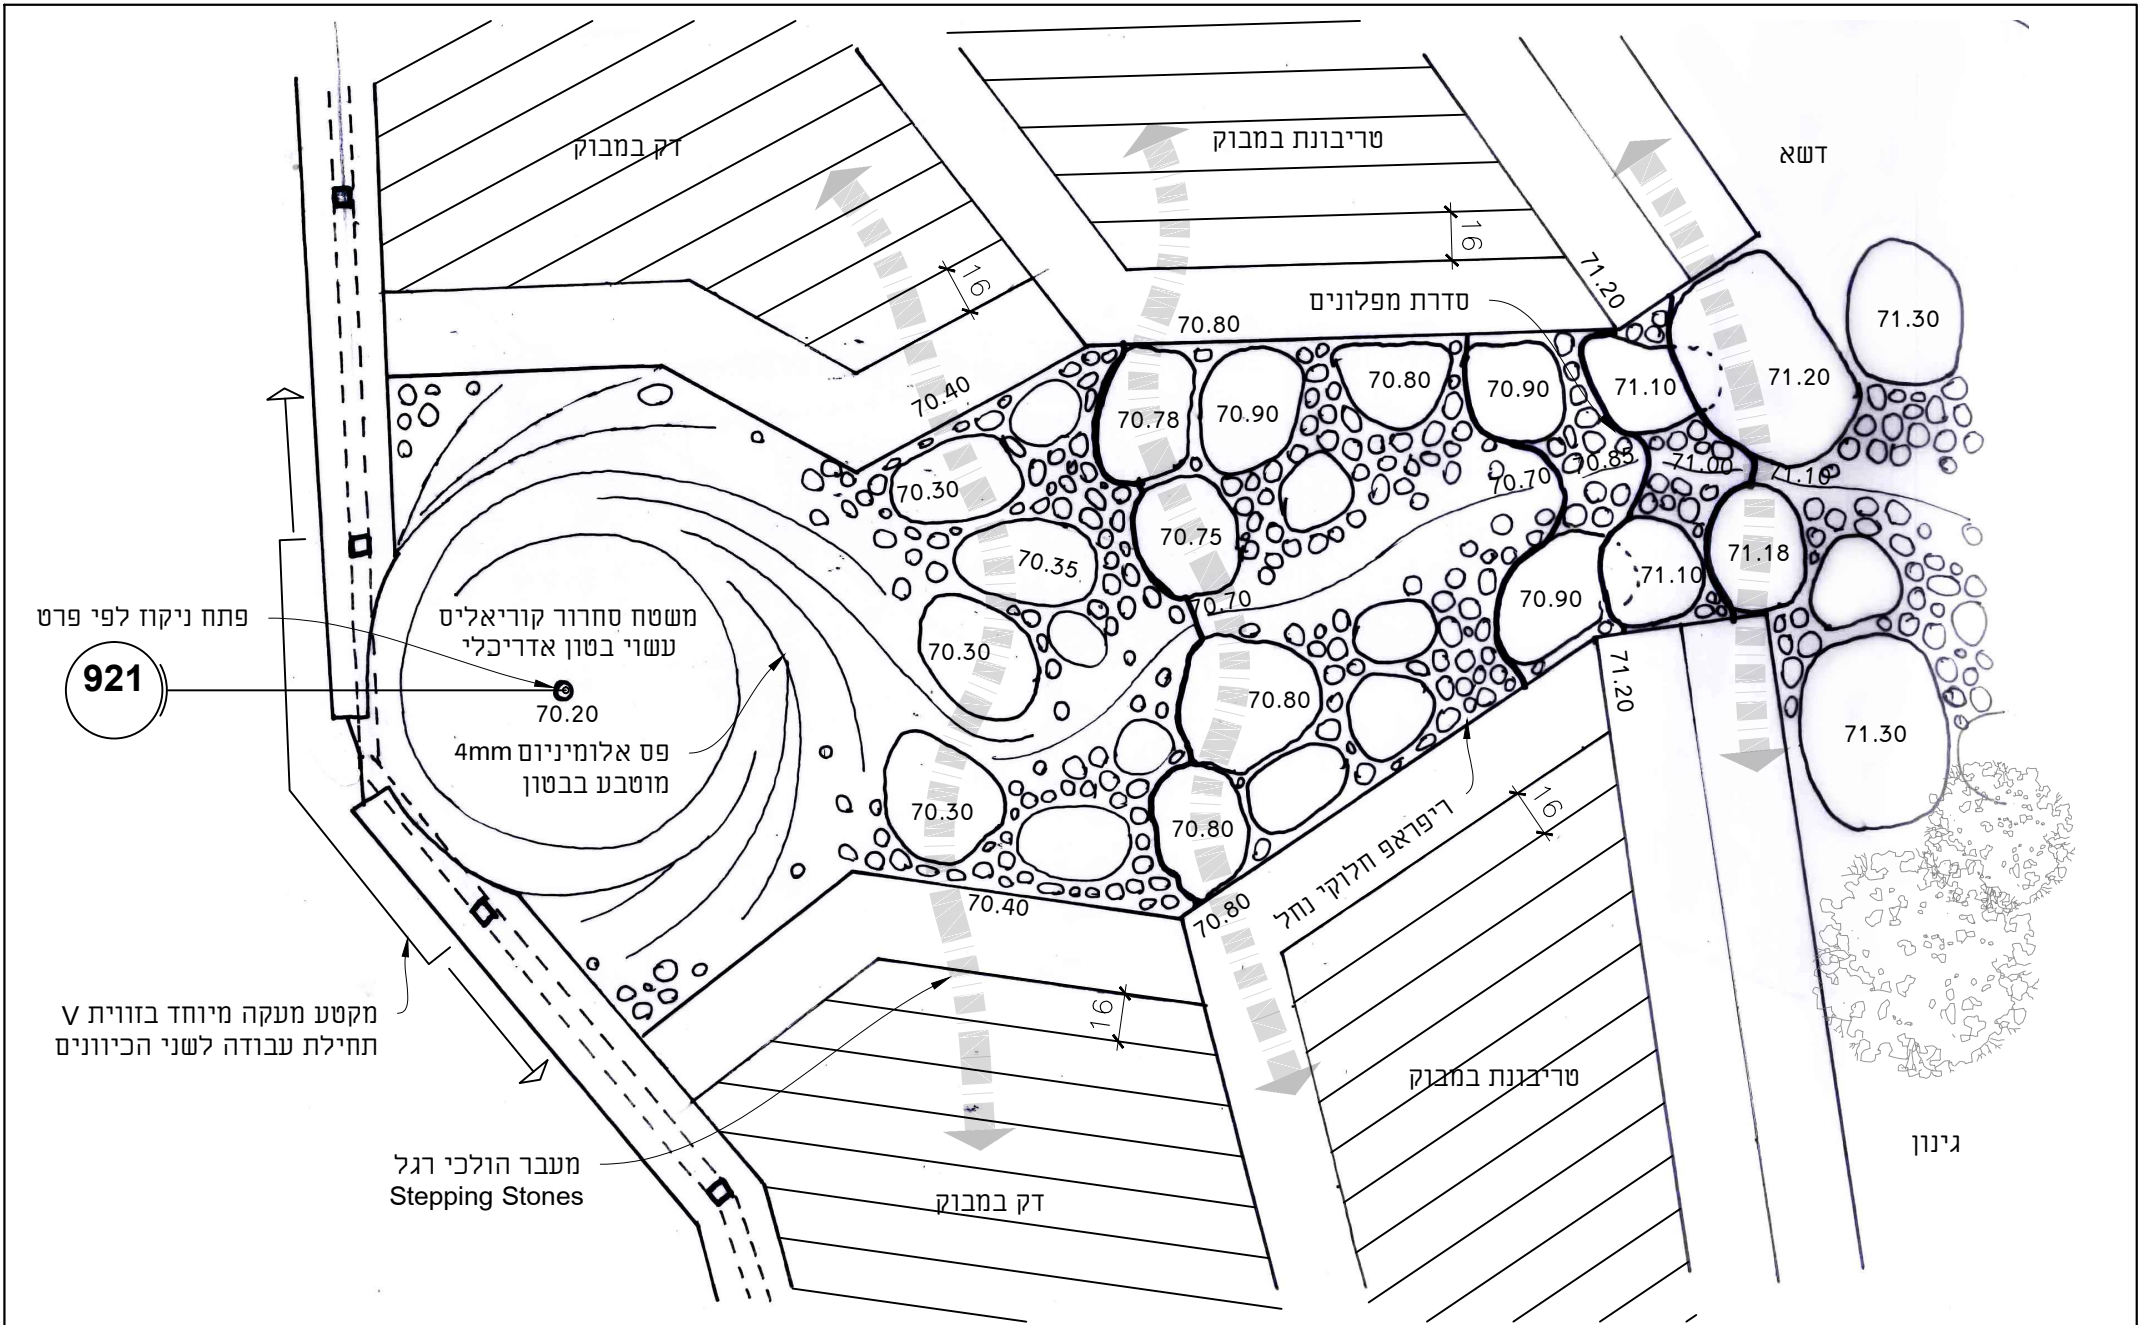 דק במבוק
טריבונת במבוק
דשא
16
16
סדרת מפלונים
71.20
70.80
70.40
71.30
71.20
71.10
70.90
70.80
70.90
70.78
70.30
70.85
71.00
71.10
70.70
70.75
70.35
71.18
71.10
70.90
70.70
70.30
71.20
70.80
71.30
70.30
70.80
פתח ניקוז לפי פרט
921
משטח סחרור קוריאליס
עשוי בטון אדריכלי
70.20
פס אלומיניום 4mm
מוטבע בבטון
16
ריפראפ חלוקי נחל
70.40
70.80
16
מקטע מעקה מיוחד בזווית V
תחילת עבודה לשני הכיוונים
טריבונת במבוק
גינון
מעבר הולכי רגל
Stepping Stones
דק במבוק